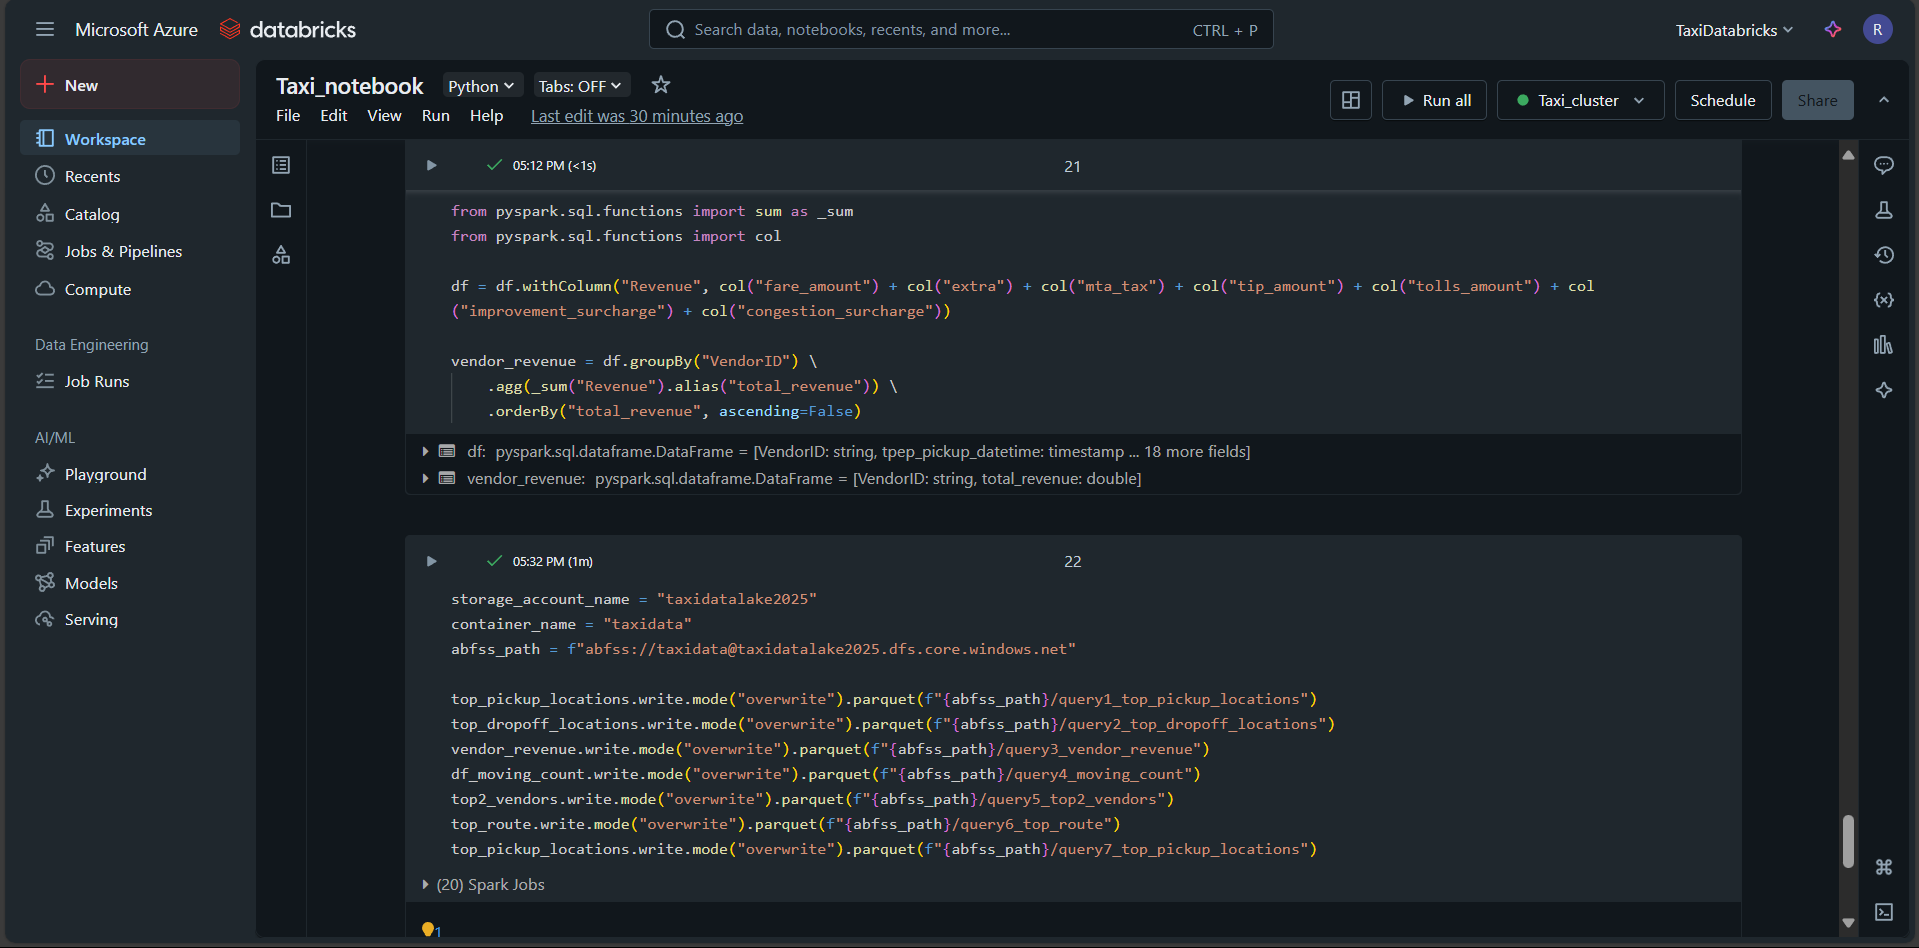 Microsoft Azure databricks
Search data, notebooks, recents, and more... CTRL + P
TaxiDatabricks
R
New
Workspace
Recents
Catalog
Jobs & Pipelines
Compute
Data Engineering
Job Runs
AI/ML
Playground
Experiments
Features
Models
Serving
Taxi_notebook Python Tabs: OFF
File Edit View Run Help Last edit was 30 minutes ago
Run all Taxi_cluster Schedule Share
05:12 PM (<1s) 21
from pyspark.sql.functions import sum as _sum
from pyspark.sql.functions import col
df = df.withColumn("Revenue", col("fare_amount") + col("extra") + col("mta_tax") + col("tip_amount") + col("tolls_amount") + col
("improvement_surcharge") + col("congestion_surcharge"))
vendor_revenue = df.groupBy("VendorID") \
.agg(_sum("Revenue").alias("total_revenue")) \
.orderBy("total_revenue", ascending=False)
df: pyspark.sql.dataframe.DataFrame = [VendorID: string, tpep_pickup_datetime: timestamp ... 18 more fields]
vendor_revenue: pyspark.sql.dataframe.DataFrame = [VendorID: string, total_revenue: double]
05:32 PM (1m) 22
storage_account_name = "taxidatalake2025"
container_name = "taxidata"
abfss_path = f"abfss://taxidata@taxidatalake2025.dfs.core.windows.net"
top_pickup_locations.write.mode("overwrite").parquet(f"{abfss_path}/query1_top_pickup_locations")
top_dropoff_locations.write.mode("overwrite").parquet(f"{abfss_path}/query2_top_dropoff_locations")
vendor_revenue.write.mode("overwrite").parquet(f"{abfss_path}/query3_vendor_revenue")
df_moving_count.write.mode("overwrite").parquet(f"{abfss_path}/query4_moving_count")
top2_vendors.write.mode("overwrite").parquet(f"{abfss_path}/query5_top2_vendors")
top_route.write.mode("overwrite").parquet(f"{abfss_path}/query6_top_route")
top_pickup_locations.write.mode("overwrite").parquet(f"{abfss_path}/query7_top_pickup_locations")
(20) Spark Jobs
1